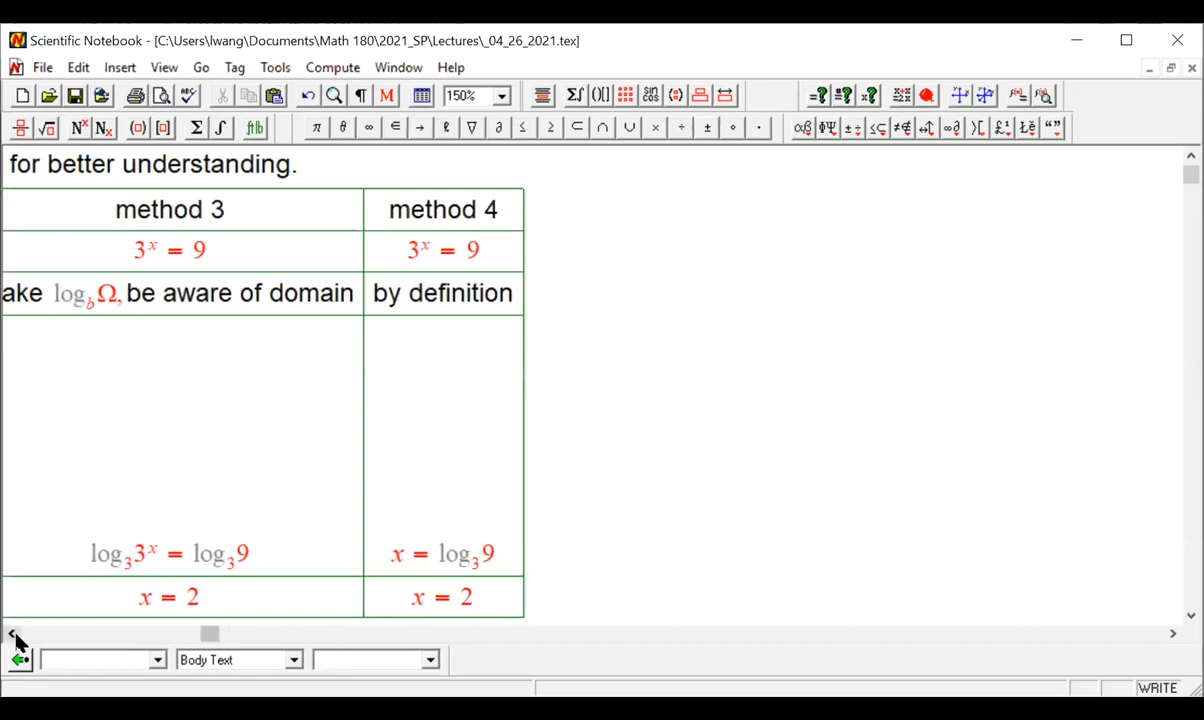 Scientific Notebook - [C:\Users\lwang\Documents\Math 180\2021_SP\Lectures\_04_26_2021.tex]
File Edit Insert View Go Tag Tools Compute Window Help
150%
for better understanding.
method 3 method 4
3^x = 9 3^x = 9
ake log_b Ω, be aware of domain by definition
log_3 3^x = log_3 9 x = log_3 9
x = 2 x = 2
Body Text
WRITE